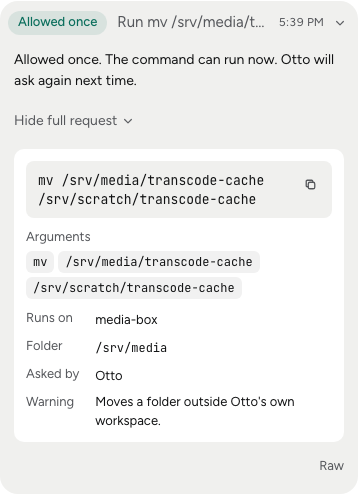 Allowed once Run mv /srv/media/t... 5:39 PM
Allowed once. The command can run now. Otto will
ask again next time.
Hide full request
mv /srv/media/transcode-cache
/srv/scratch/transcode-cache
Arguments
mv /srv/media/transcode-cache
/srv/scratch/transcode-cache
Runs on media-box
Folder /srv/media
Asked by Otto
Warning Moves a folder outside Otto's own
workspace.
Raw